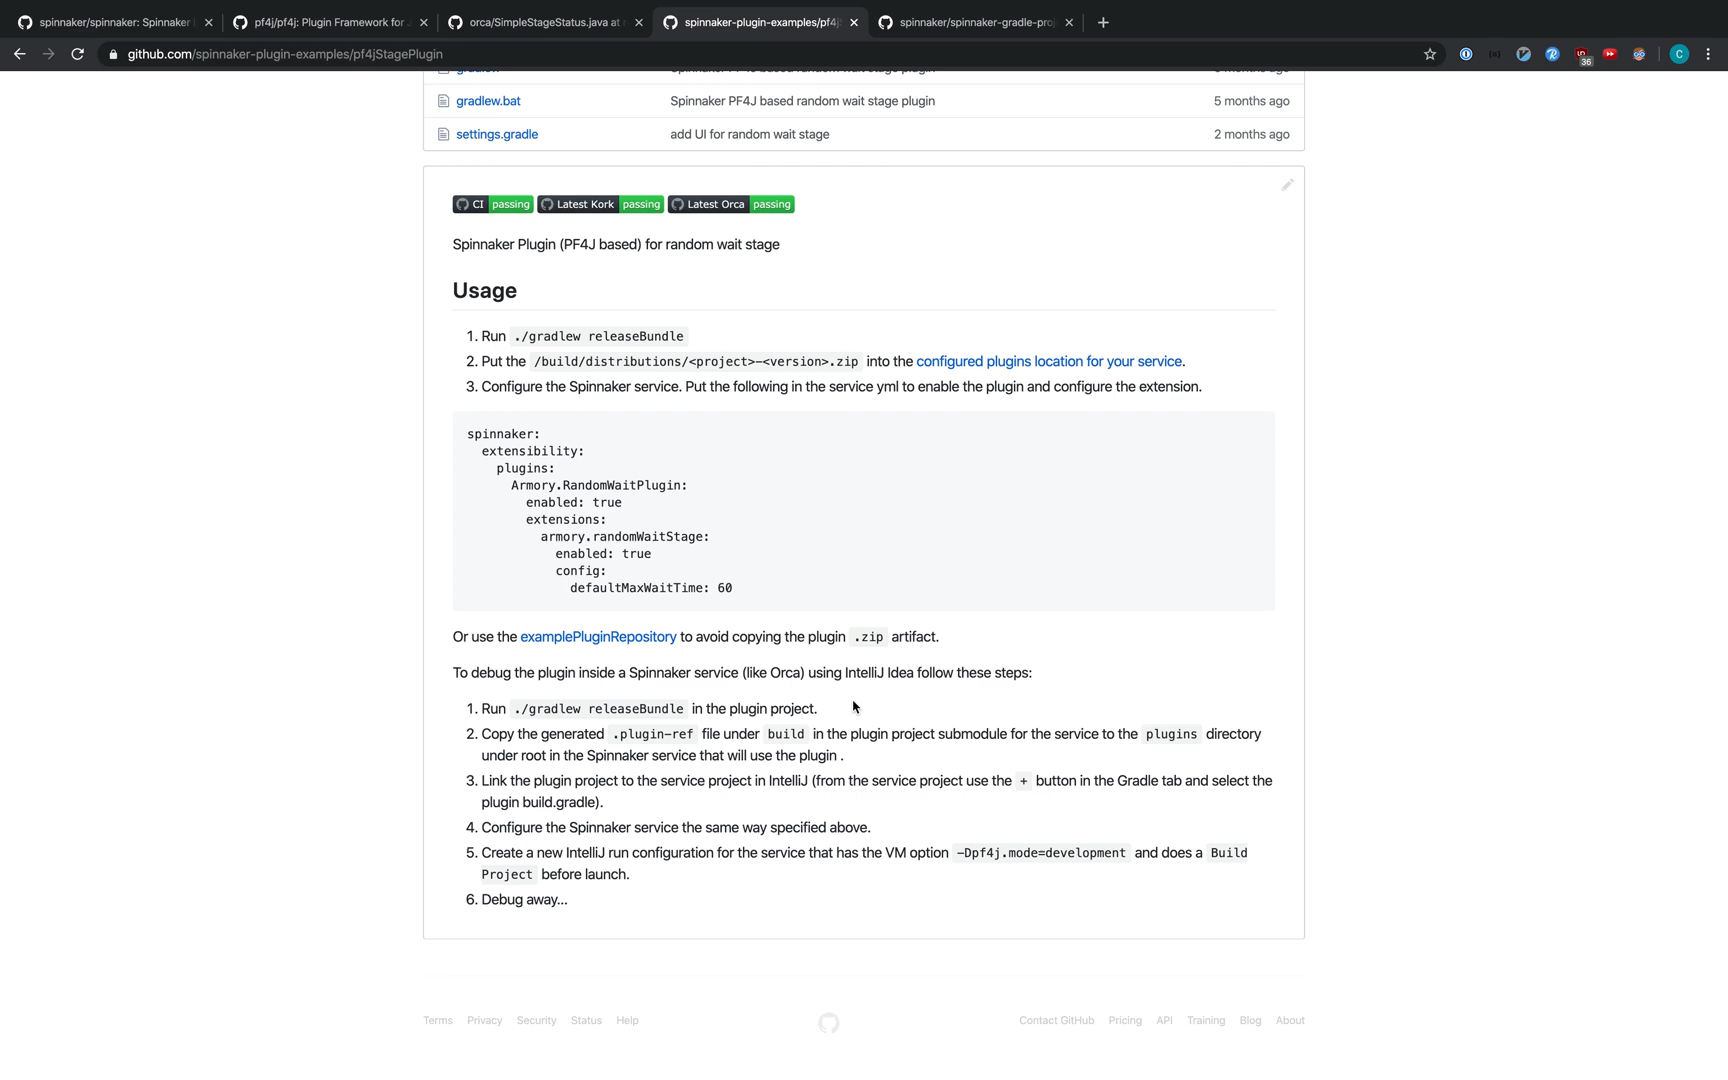 spinnaker/spinnaker: Spinnaker
pf4j/pf4j: Plugin Framework for J
orca/SimpleStageStatus.java at
spinnaker-plugin-examples/pf4j
spinnaker/spinnaker-gradle-proj
github.com/spinnaker-plugin-examples/pf4jStagePlugin
36
C
gradlew.bat Spinnaker PF4J based random wait stage plugin 5 months ago
settings.gradle add UI for random wait stage 2 months ago
CI passing Latest Kork passing Latest Orca passing
Spinnaker Plugin (PF4J based) for random wait stage
Usage
1. Run ./gradlew releaseBundle
2. Put the /build/distributions/<project>-<version>.zip into the configured plugins location for your service.
3. Configure the Spinnaker service. Put the following in the service yml to enable the plugin and configure the extension.
spinnaker:
extensibility:
plugins:
Armory.RandomWaitPlugin:
enabled: true
extensions:
armory.randomWaitStage:
enabled: true
config:
defaultMaxWaitTime: 60
Or use the examplePluginRepository to avoid copying the plugin .zip artifact.
To debug the plugin inside a Spinnaker service (like Orca) using IntelliJ Idea follow these steps:
1. Run ./gradlew releaseBundle in the plugin project.
2. Copy the generated .plugin-ref file under build in the plugin project submodule for the service to the plugins directory
under root in the Spinnaker service that will use the plugin .
3. Link the plugin project to the service project in IntelliJ (from the service project use the + button in the Gradle tab and select the
plugin build.gradle).
4. Configure the Spinnaker service the same way specified above.
5. Create a new IntelliJ run configuration for the service that has the VM option -Dpf4j.mode=development and does a Build
Project before launch.
6. Debug away...
Terms Privacy Security Status Help Contact GitHub Pricing API Training Blog About